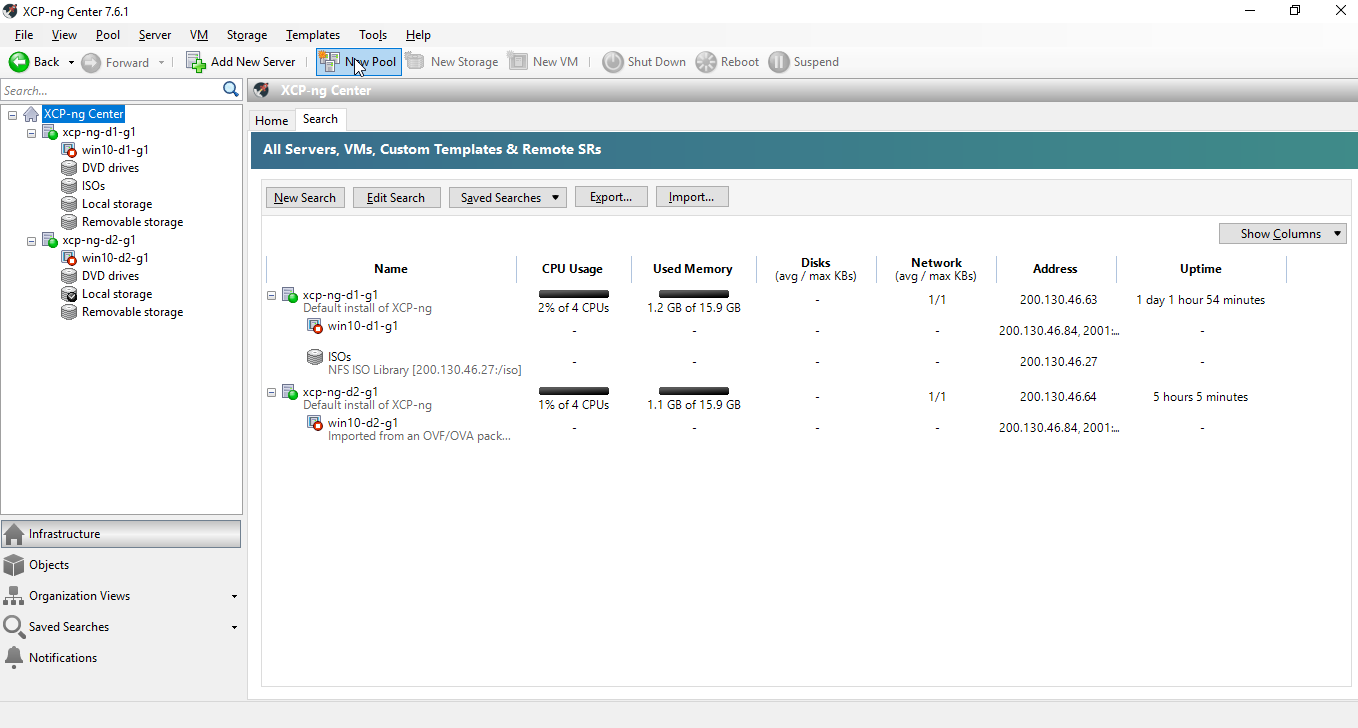 XCP-ng Center 7.6.1
File View Pool Server VM Storage Templates Tools Help
Back Forward Add New Server New Pool New Storage New VM Shut Down Reboot Suspend
Search...
XCP-ng Center
xcp-ng-d1-g1
win10-d1-g1
DVD drives
ISOs
Local storage
Removable storage
xcp-ng-d2-g1
win10-d2-g1
DVD drives
Local storage
Removable storage
Infrastructure
Objects
Organization Views
Saved Searches
Notifications
XCP-ng Center
Home Search
All Servers, VMs, Custom Templates & Remote SRs
New Search Edit Search Saved Searches Export... Import...
Show Columns
Name CPU Usage Used Memory Disks (avg / max KBs) Network (avg / max KBs) Address Uptime
xcp-ng-d1-g1 - 1/1 200.130.46.63 1 day 1 hour 54 minutes
Default install of XCP-ng 2% of 4 CPUs 1.2 GB of 15.9 GB
win10-d1-g1 - - - - 200.130.46.84, 2001:... -
ISOs - - - - 200.130.46.27 -
NFS ISO Library [200.130.46.27:/iso]
xcp-ng-d2-g1 - 1/1 200.130.46.64 5 hours 5 minutes
Default install of XCP-ng 1% of 4 CPUs 1.1 GB of 15.9 GB
win10-d2-g1 - - - - 200.130.46.84, 2001:... -
Imported from an OVF/OVA pack...